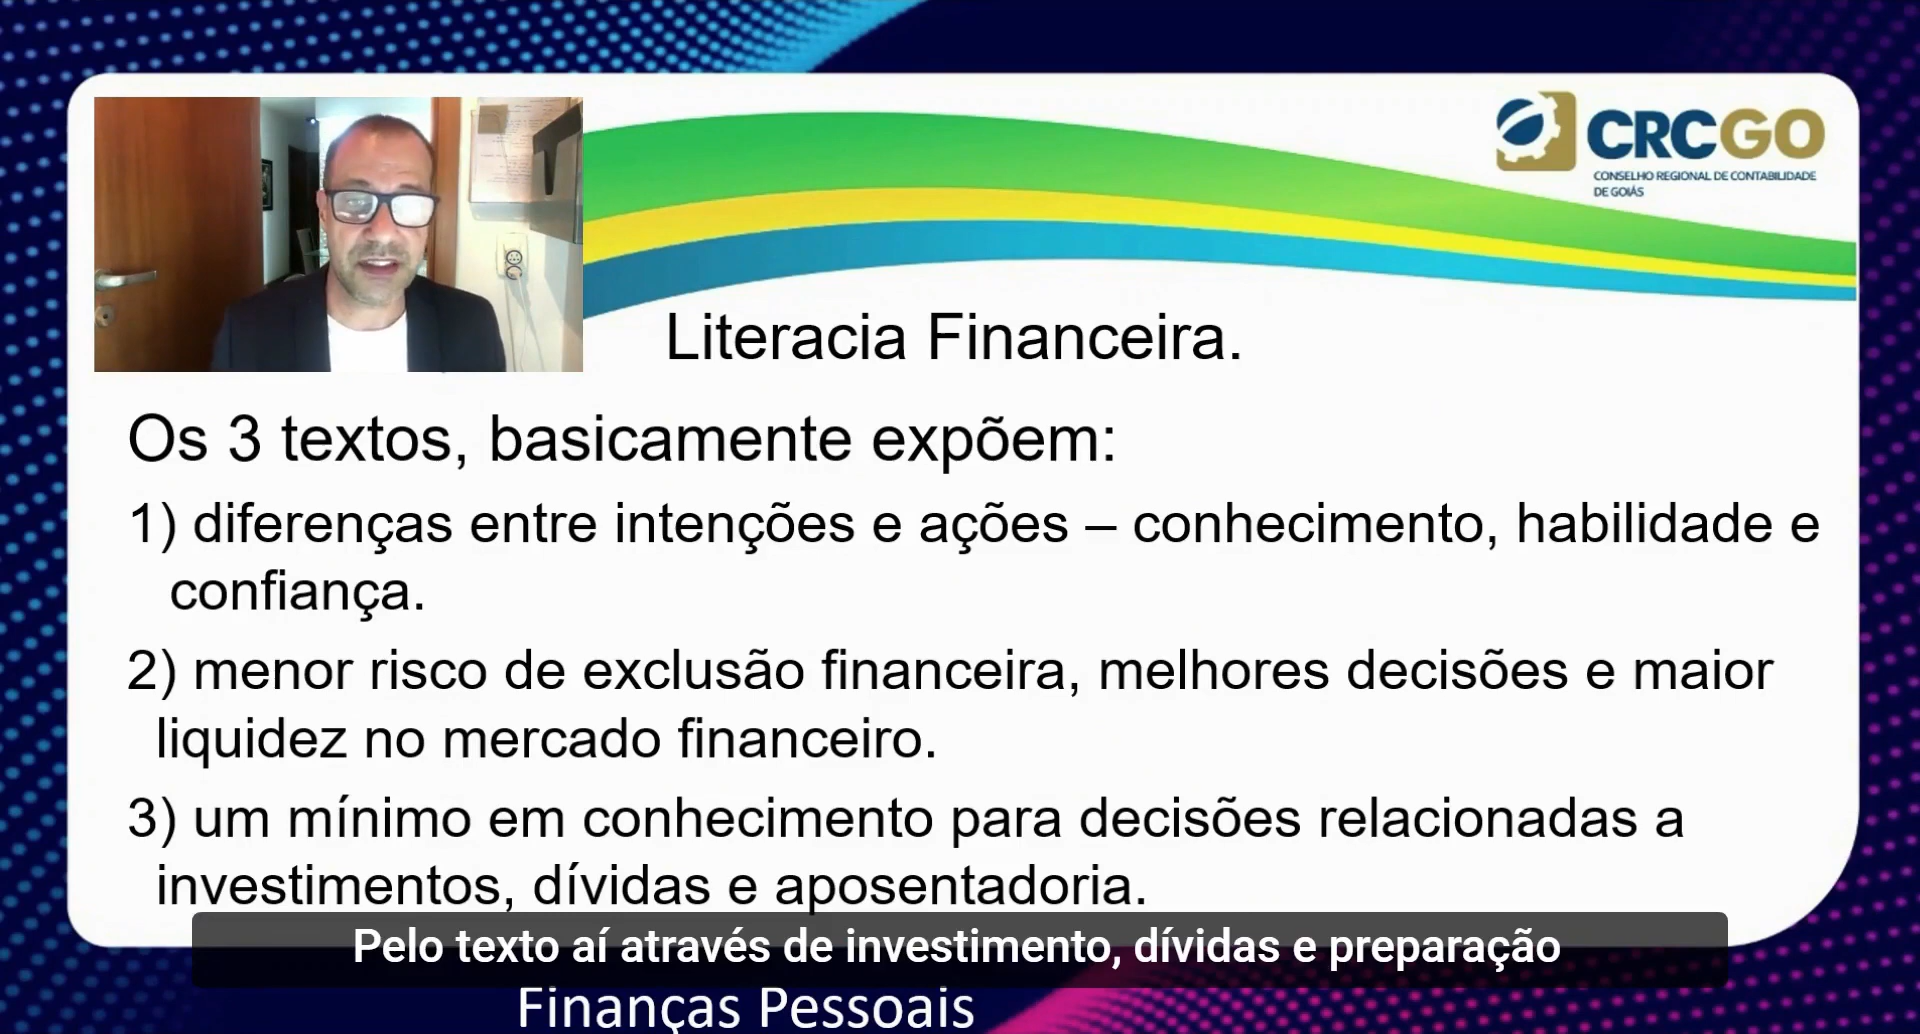 CRCGO
CONSELHO REGIONAL DE CONTABILIDADE
DE GOIÁS
Literacia Financeira.
Os 3 textos, basicamente expõem:
1) diferenças entre intenções e ações – conhecimento, habilidade e
confiança.
2) menor risco de exclusão financeira, melhores decisões e maior
liquidez no mercado financeiro.
3) um mínimo em conhecimento para decisões relacionadas a
investimentos, dívidas e aposentadoria.
Pelo texto aí através de investimento, dívidas e preparação
Finanças Pessoais